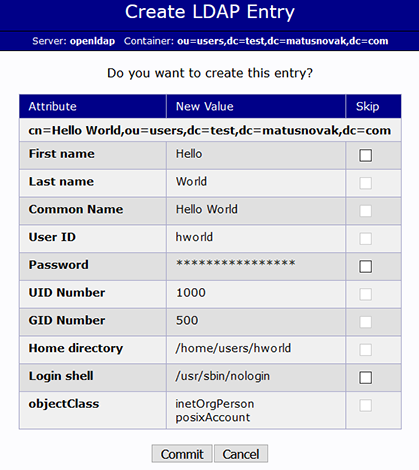 Create LDAP Entry
Server: openldap Container: ou=users,dc=test,dc=matusnovak,dc=com
Do you want to create this entry?
Attribute New Value Skip
cn=Hello World,ou=users,dc=test,dc=matusnovak,dc=com
First name Hello
Last name World
Common Name Hello World
User ID hworld
Password ****************
UID Number 1000
GID Number 500
Home directory /home/users/hworld
Login shell /usr/sbin/nologin
objectClass inetOrgPerson
posixAccount
Commit Cancel